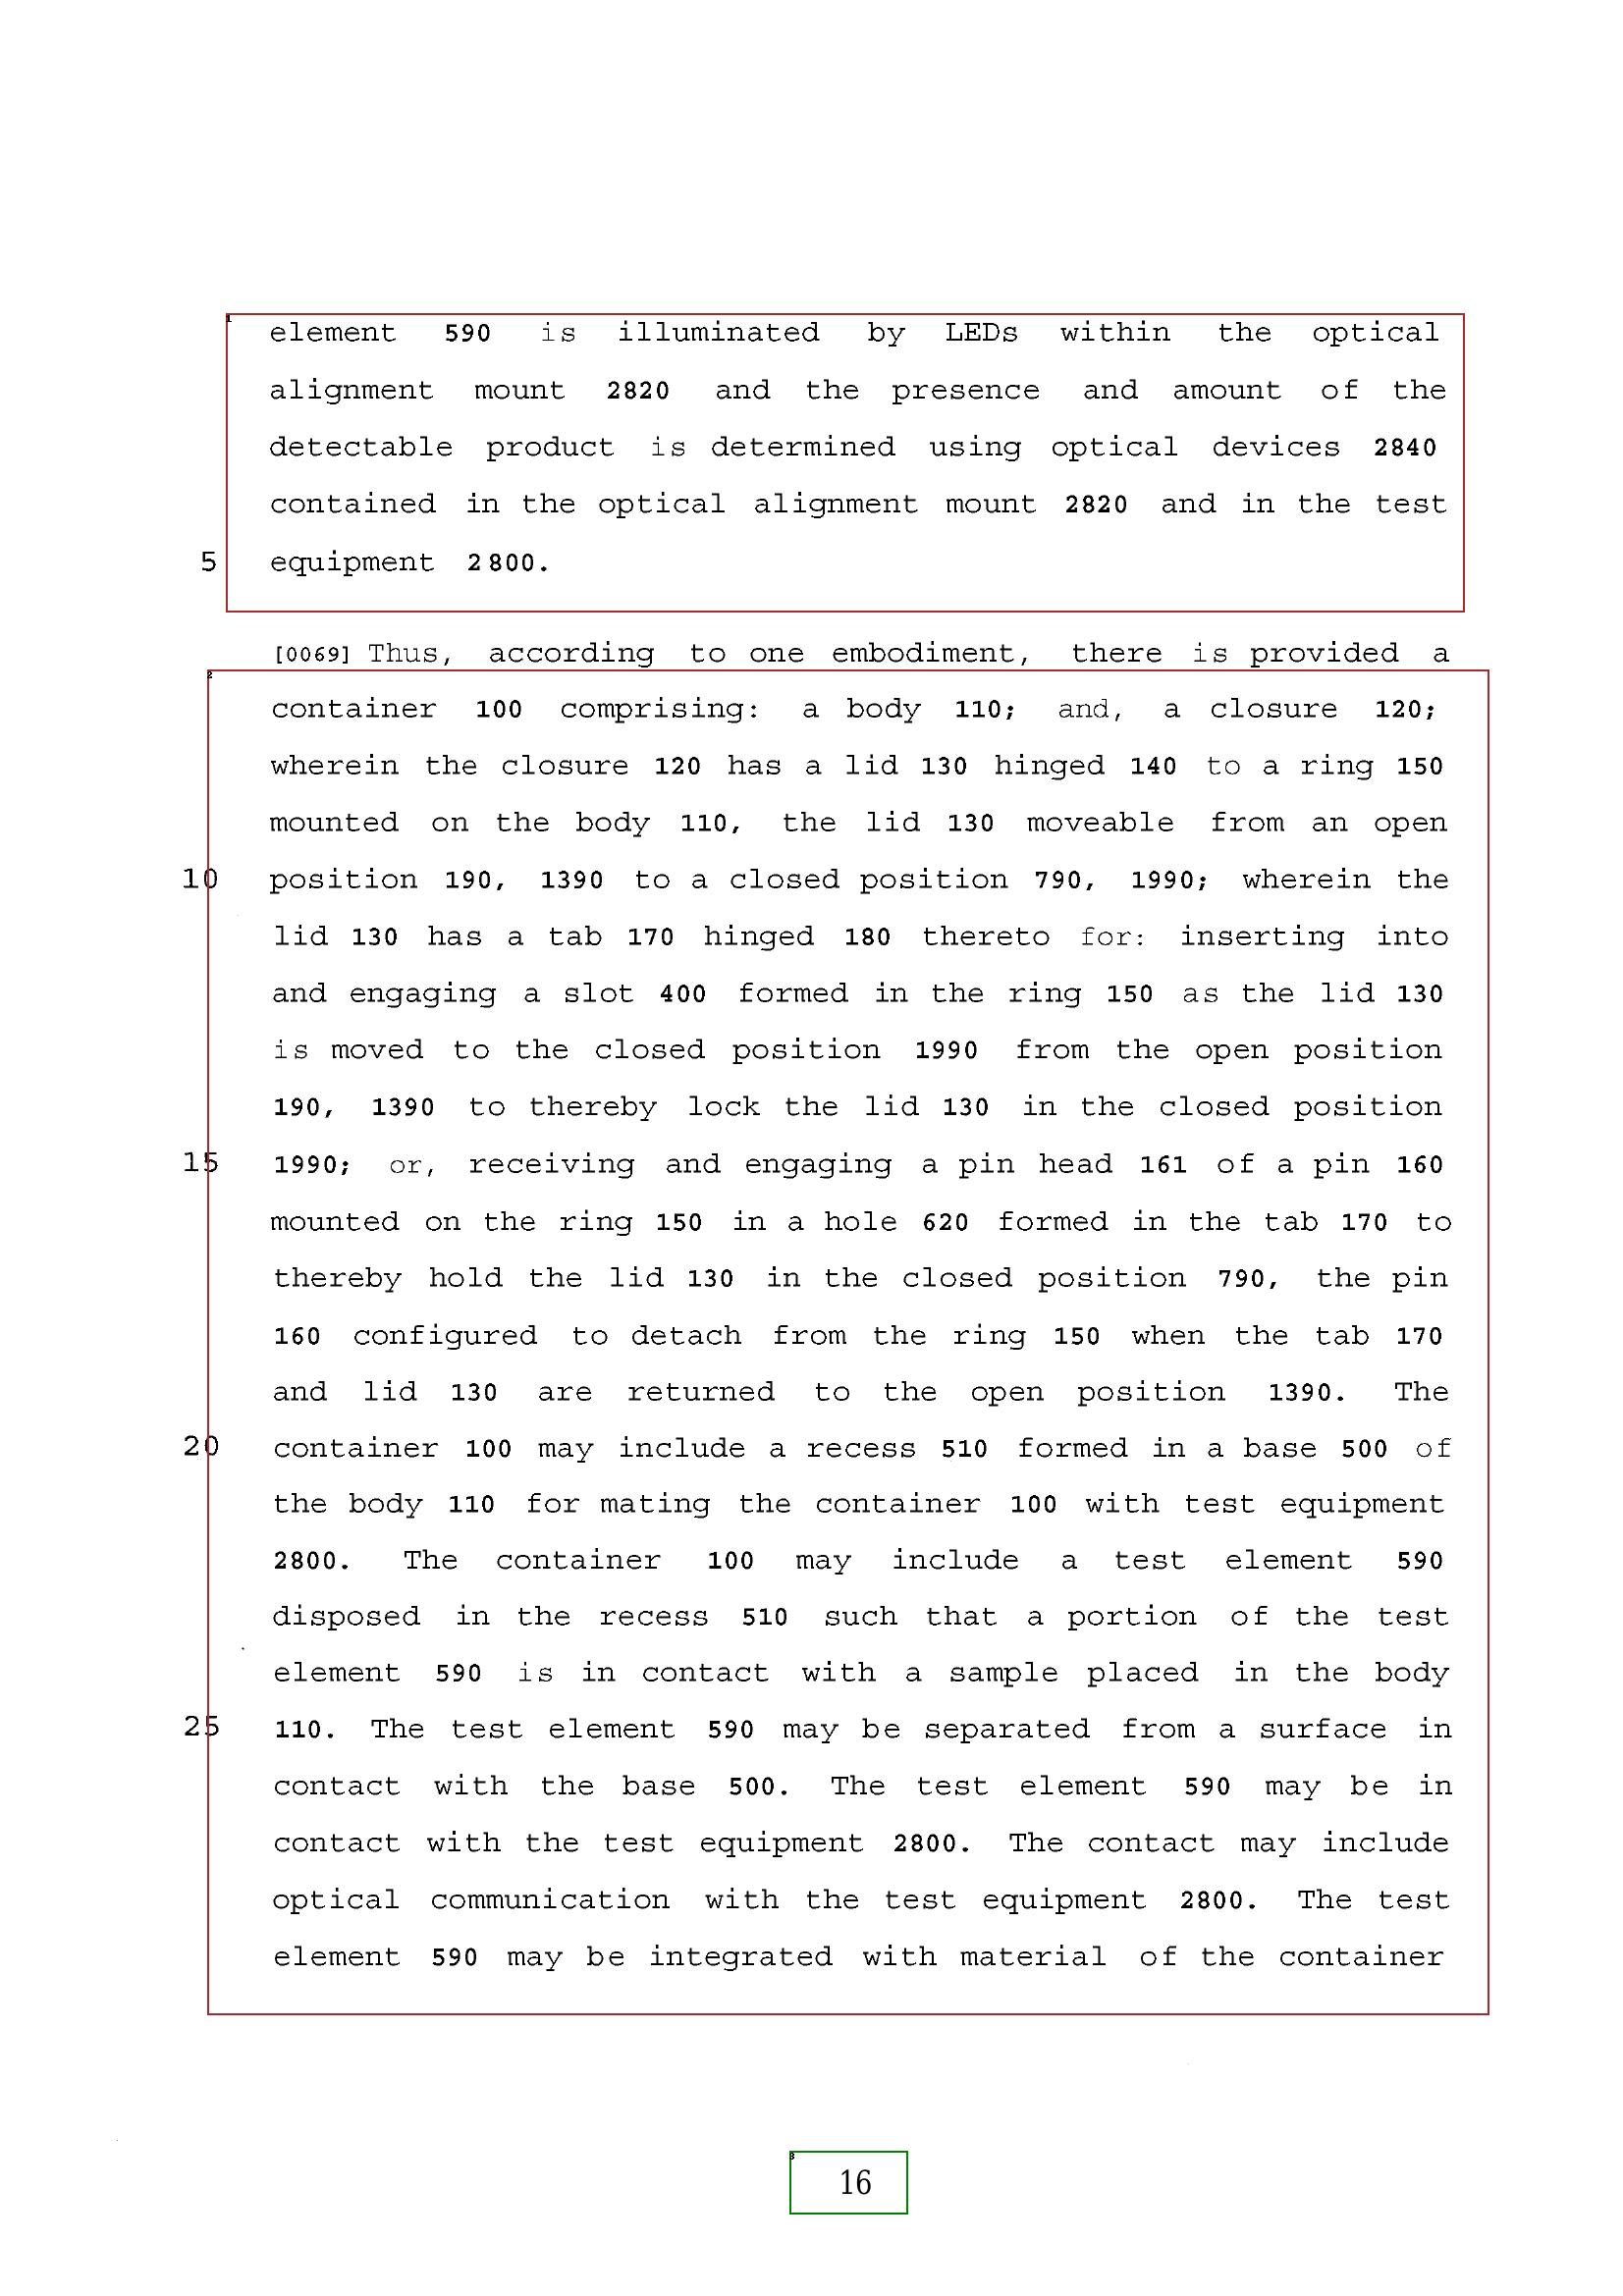 element 590 is illuminated by LEDs within the optical
alignment mount 2820 and the presence and amount of the
detectable product is determined using optical devices 2840
contained in the optical alignment mount 2820 and in the test
5 equipment 2800.
[0069] Thus, according to one embodiment, there is provided a
container 100 comprising: a body 110; and, a closure 120;
wherein the closure 120 has a lid 130 hinged 140 to a ring 150
mounted on the body 110, the lid 130 moveable from an open
10 position 190, 1390 to a closed position 790, 1990; wherein the
lid 130 has a tab 170 hinged 180 thereto for: inserting into
and engaging a slot 400 formed in the ring 150 as the lid 130
is moved to the closed position 1990 from the open position
190, 1390 to thereby lock the lid 130 in the closed position
15 1990; or, receiving and engaging a pin head 161 of a pin 160
mounted on the ring 150 in a hole 620 formed in the tab 170 to
thereby hold the lid 130 in the closed position 790, the pin
160 configured to detach from the ring 150 when the tab 170
and lid 130 are returned to the open position 1390. The
20 container 100 may include a recess 510 formed in a base 500 of
the body 110 for mating the container 100 with test equipment
2800. The container 100 may include a test element 590
disposed in the recess 510 such that a portion of the test
element 590 is in contact with a sample placed in the body
25 110. The test element 590 may be separated from a surface in
contact with the base 500. The test element 590 may be in
contact with the test equipment 2800. The contact may include
optical communication with the test equipment 2800. The test
element 590 may be integrated with material of the container
16